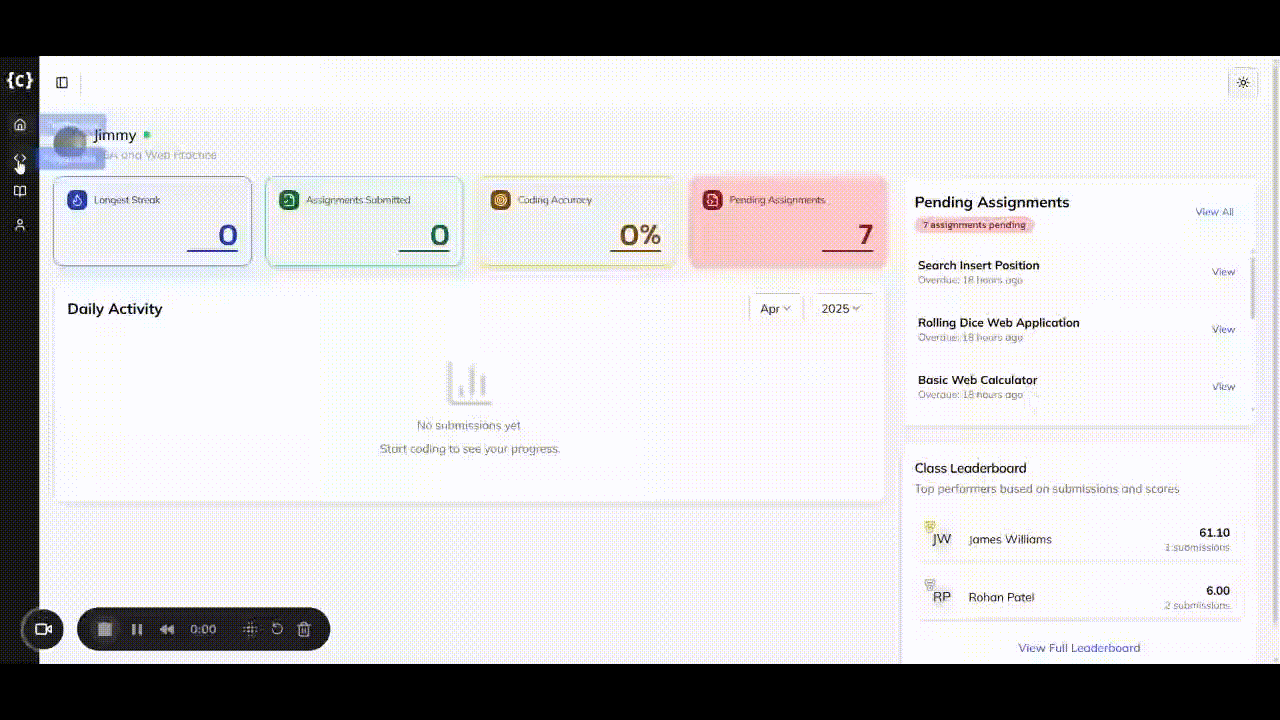 {c}
Jimmy
and Web Practice
Longest Streak
0
Assignments Submitted
0
Coding Accuracy
0%
Pending Assignments
7
Daily Activity
Apr
2025
No submissions yet
Start coding to see your progress.
Pending Assignments
View All
7 assignments pending
Search Insert Position
Overdue: 18 hours ago
View
Rolling Dice Web Application
Overdue: 18 hours ago
View
Basic Web Calculator
Overdue: 18 hours ago
View
Class Leaderboard
Top performers based on submissions and scores
JW
James Williams
61.10
1 submissions
RP
Rohan Patel
6.00
2 submissions
View Full Leaderboard
0:00